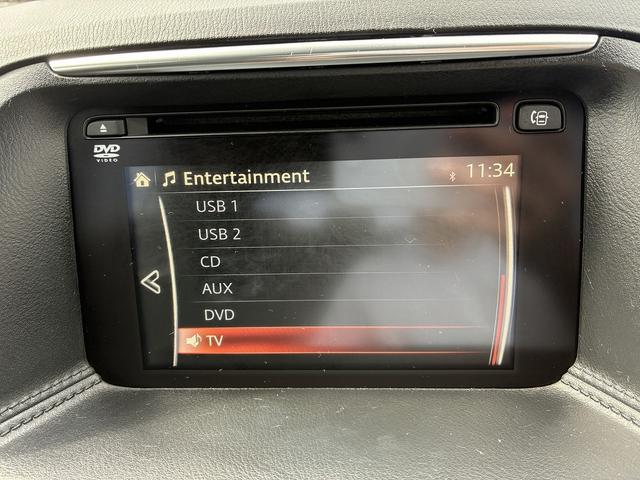 DVD
VIDEO
Entertainment
11:34
USB 1
USB 2
CD
AUX
DVD
TV